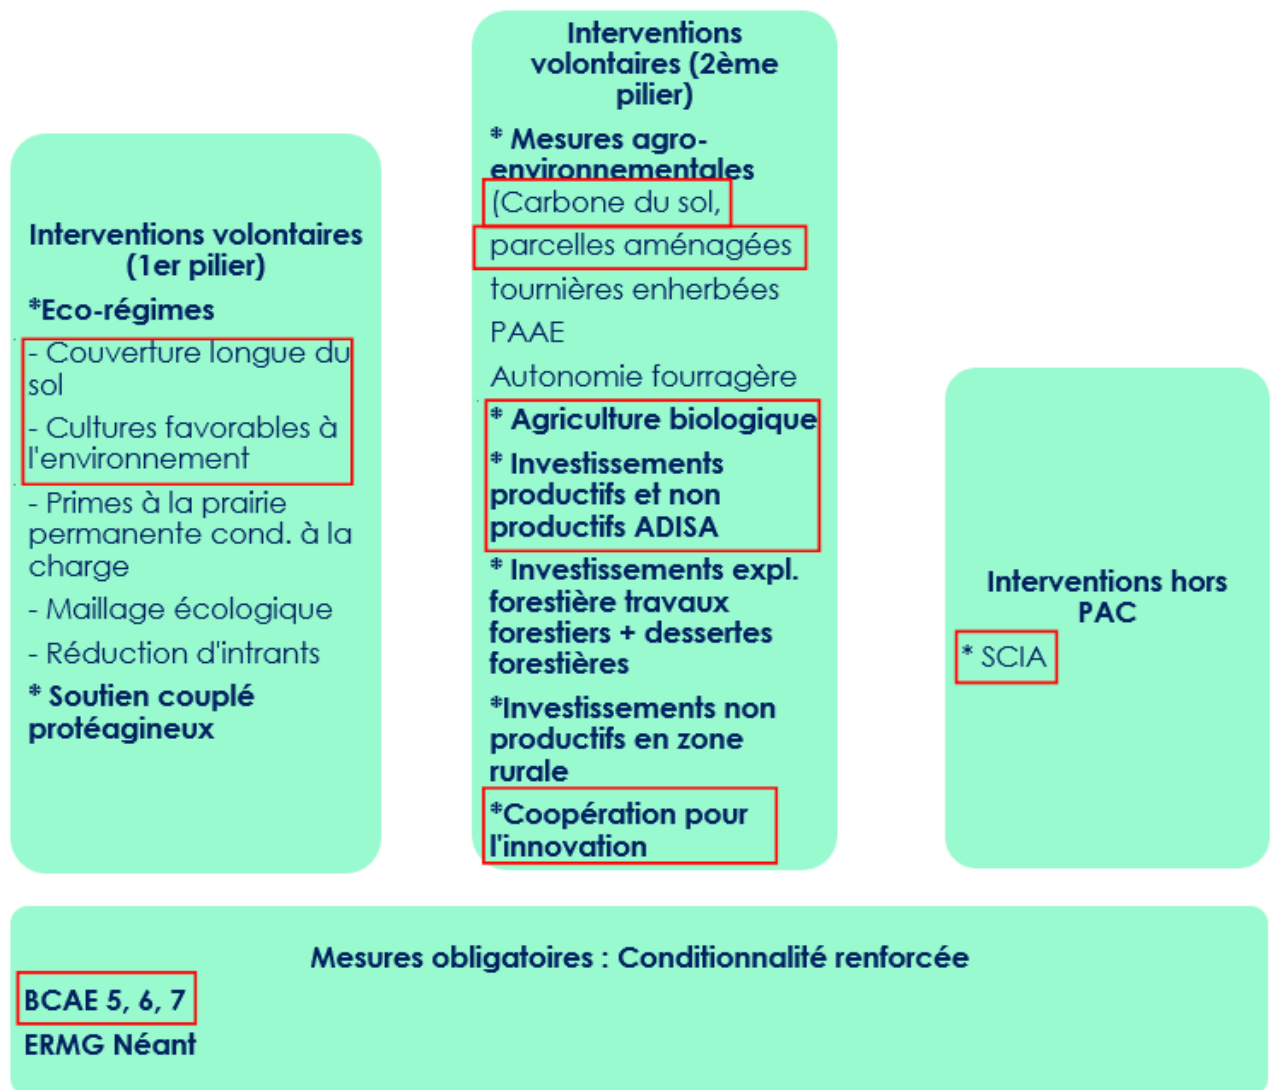 Interventions volontaires
(1er pilier)
*Eco-régimes
- Couverture longue du
sol
- Cultures favorables à
l'environnement
- Primes à la prairie
permanente cond. à la
charge
- Maillage écologique
- Réduction d'intrants
* Soutien couplé
protéagineux
Interventions
volontaires (2ème
pilier)
* Mesures agro-
environnementales
(Carbone du sol,
parcelles aménagées
tournières enherbées
PAAE
Autonomie fourragère
* Agriculture biologique
* Investissements
productifs et non
productifs ADISA
* Investissements expl.
forestière travaux
forestiers + dessertes
forestières
*Investissements non
productifs en zone
rurale
*Coopération pour
l'innovation
Interventions hors
PAC
* SCIA
Mesures obligatoires : Conditionnalité renforcée
BCAE 5, 6, 7
ERMG Néant